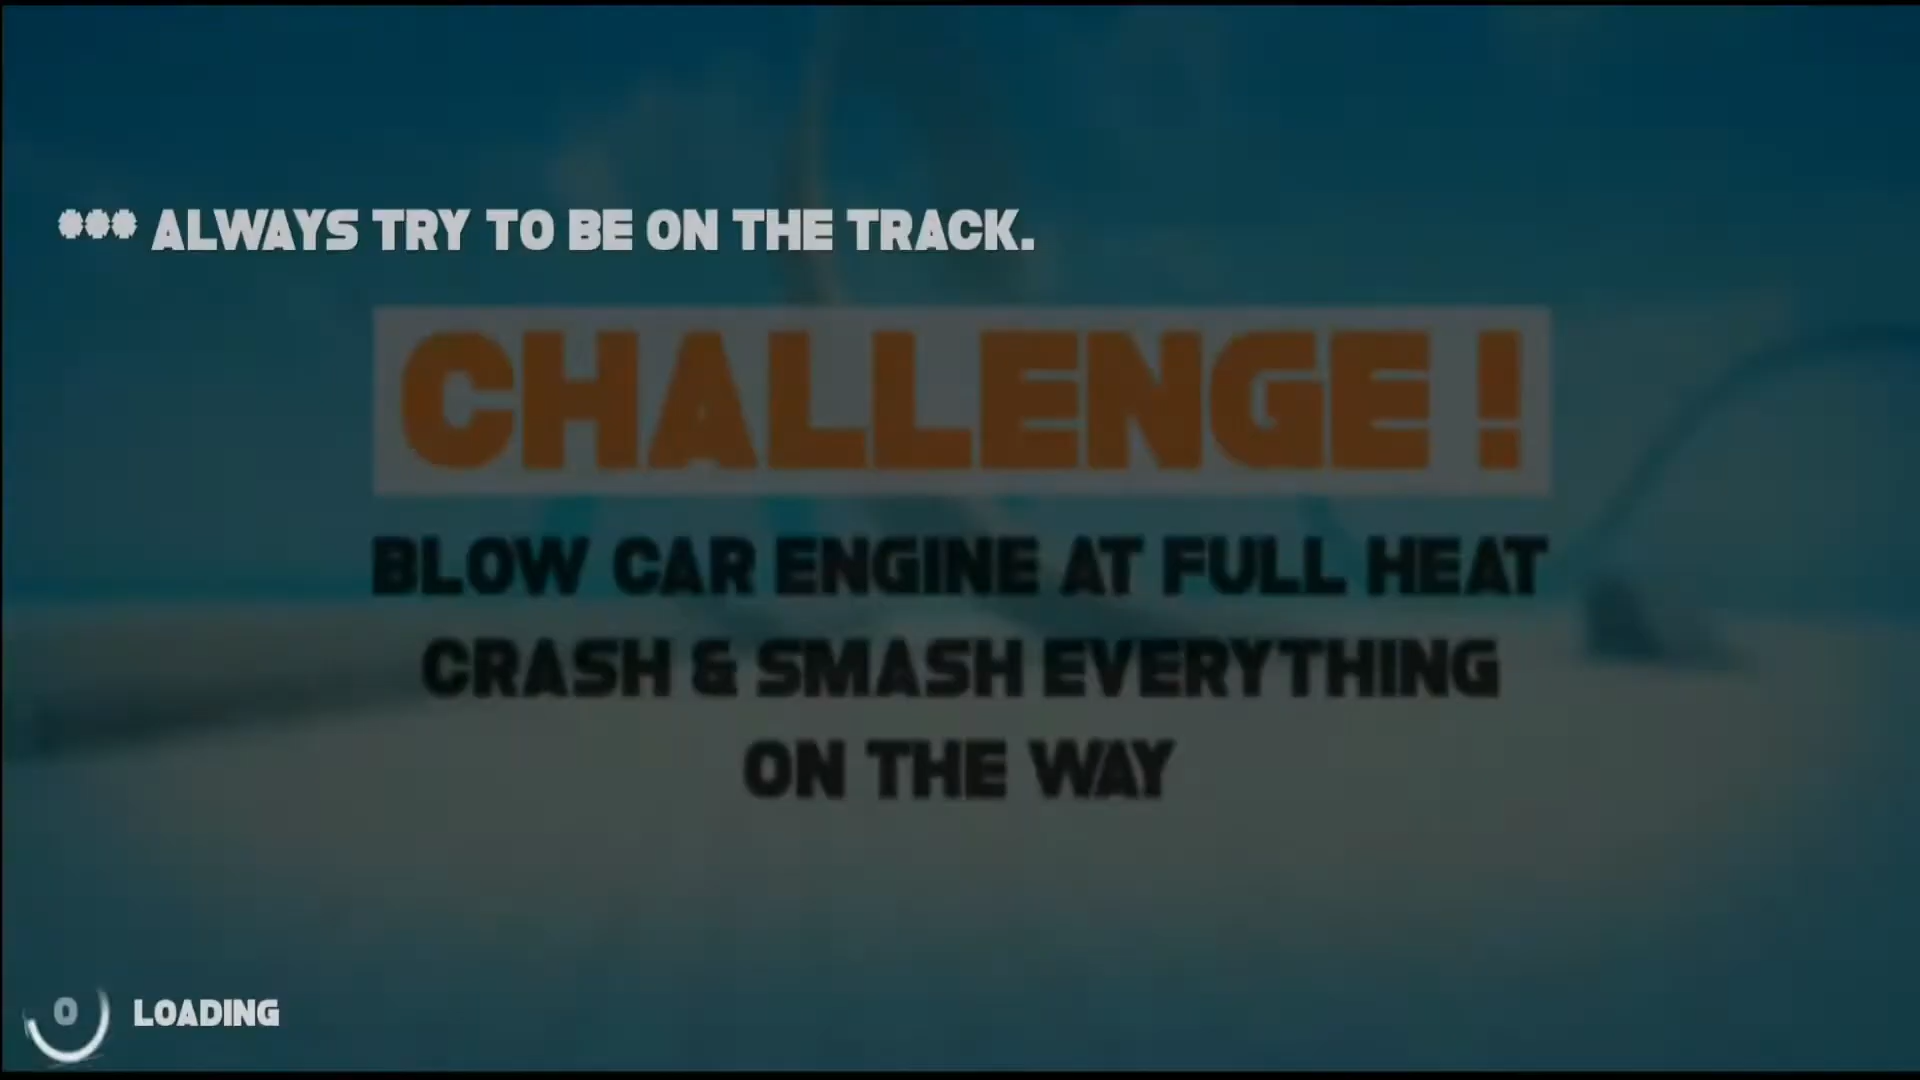 *** ALWAYS TRY TO BE ON THE TRACK.
CHALLENGE !
BLOW CAR ENGINE AT FULL HEAT
CRASH & SMASH EVERYTHING
ON THE WAY
0 LOADING